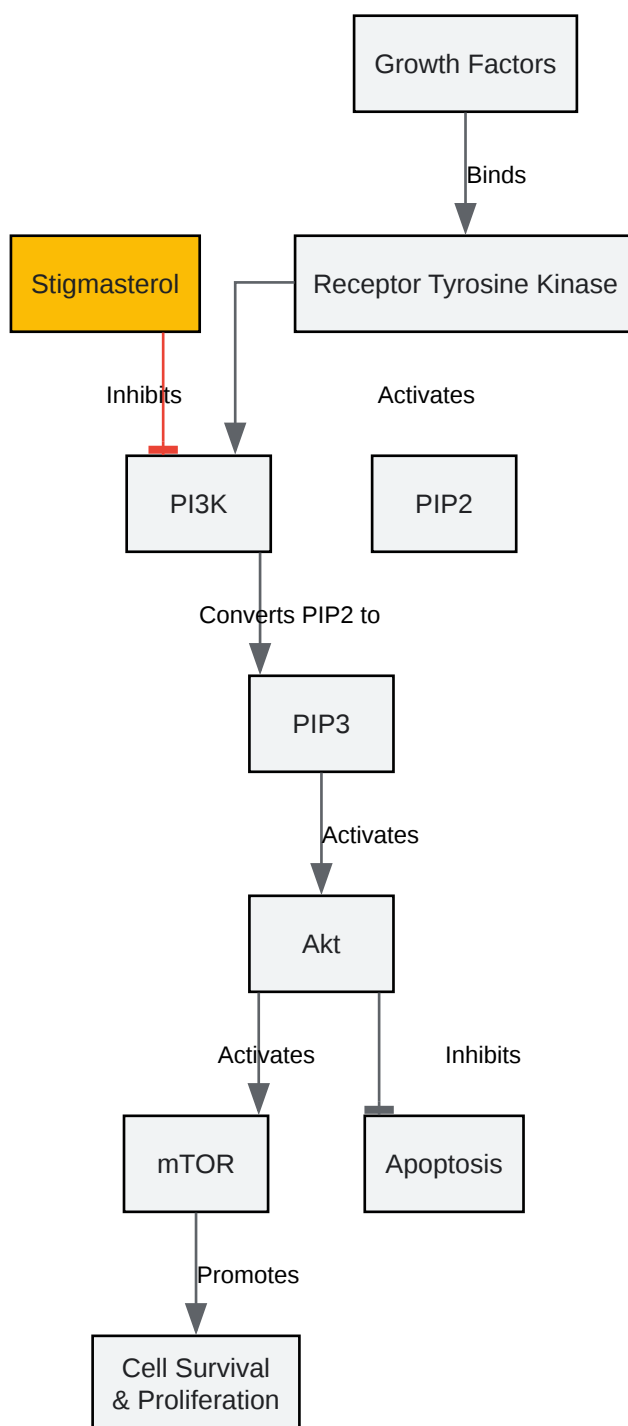 Growth Factors
Binds
Stigmasterol
Receptor Tyrosine Kinase
Inhibits
Activates
PI3K
PIP2
Converts PIP2 to
PIP3
Activates
Akt
Activates
Inhibits
mTOR
Apoptosis
Promotes
Cell Survival
& Proliferation